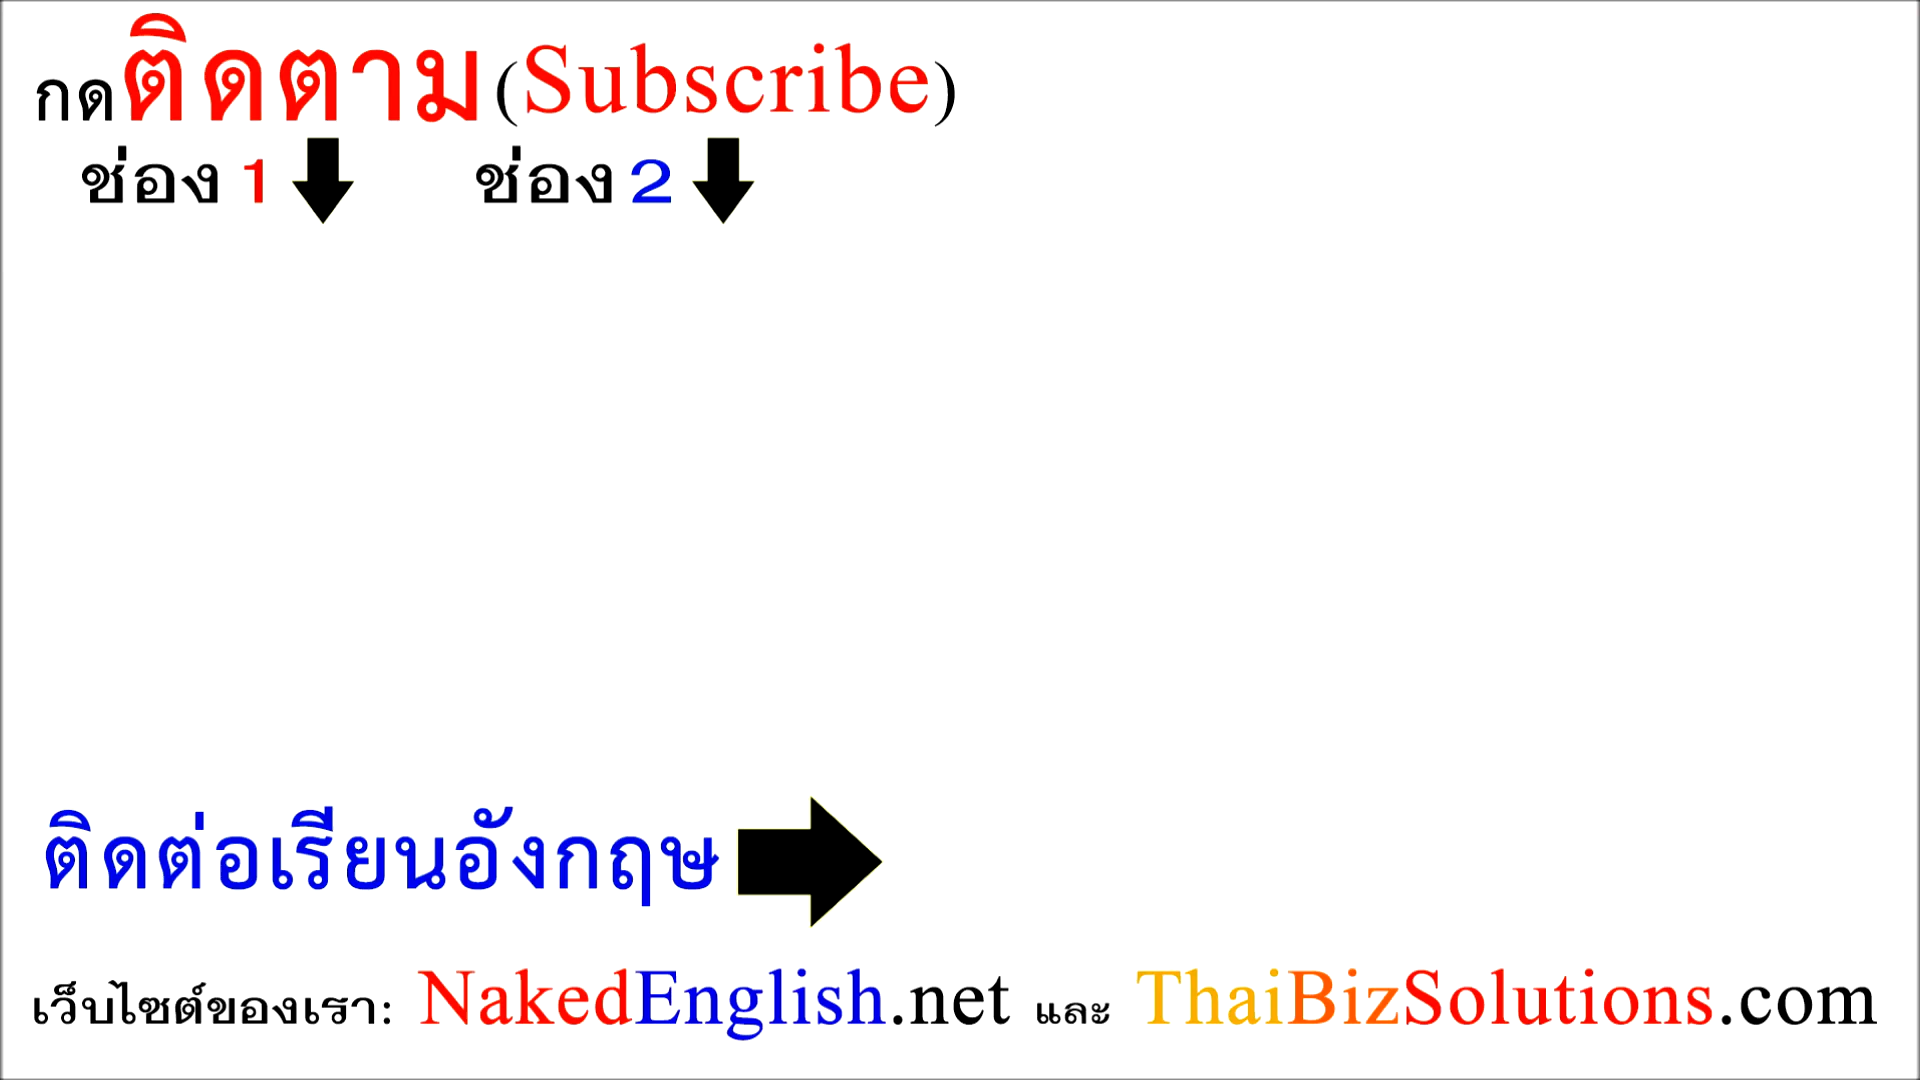 กดติดตาม(Subscribe)
ช่อง 1 ช่อง 2
ติดต่อเรียนอังกฤษ
เว็บไซต์ของเรา: NakedEnglish.net และ ThaiBizSolutions.com